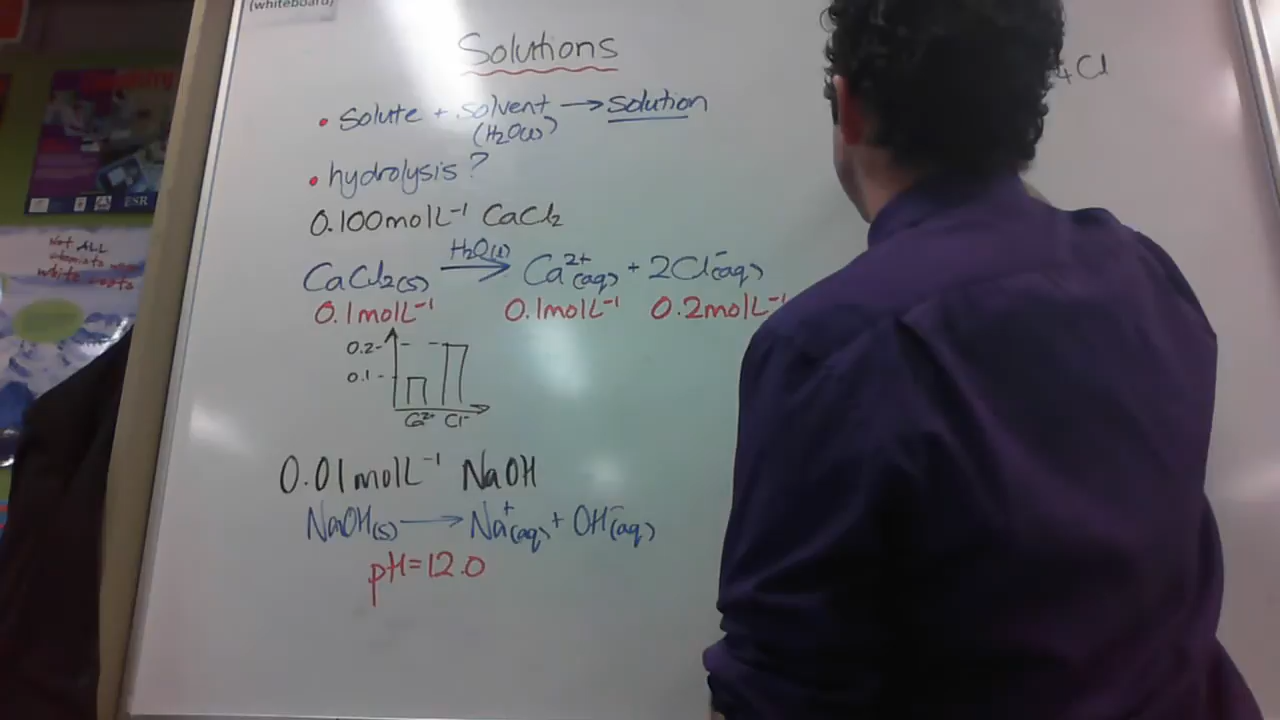 (whiteboard)
Solutions
• solute + solvent → solution
(H₂O(l))
• hydrolysis?
0.100molL⁻¹ CaCl₂
CaCl₂(s) H₂O(l)→ Ca²⁺(aq) + 2Cl⁻(aq)
0.1molL⁻¹ 0.1molL⁻¹ 0.2molL⁻¹
0.2
0.1
Ca²⁺ Cl⁻
0.01molL⁻¹ NaOH
NaOH(s) → Na⁺(aq) + OH⁻(aq)
pH=12.0
₄Cl
ESR
Not ALL